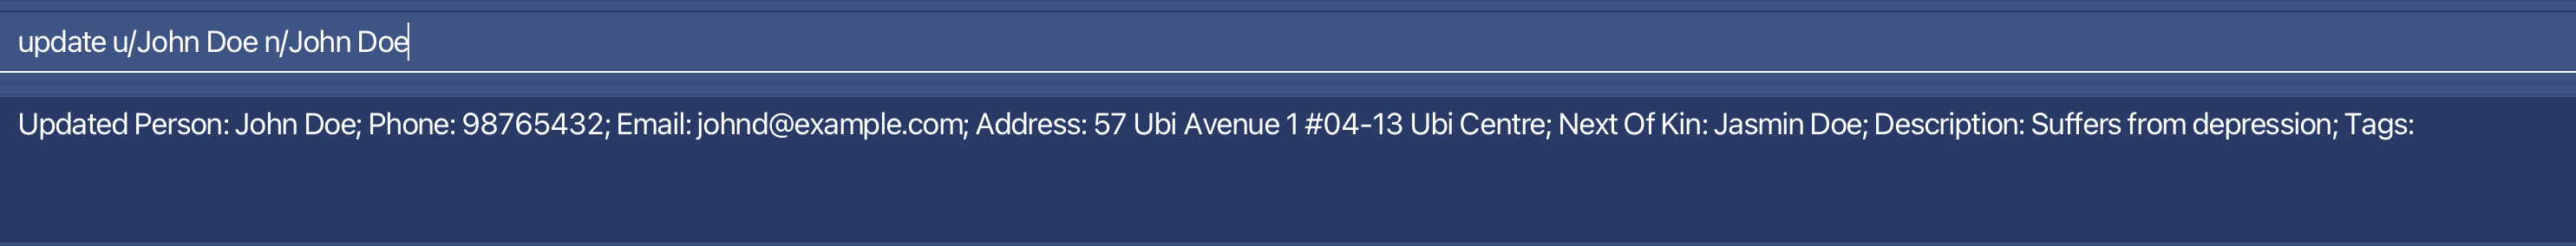 update u/John Doe n/John Doe
Updated Person: John Doe; Phone: 98765432; Email: johnd@example.com; Address: 57 Ubi Avenue 1 #04-13 Ubi Centre; Next Of Kin: Jasmin Doe; Description: Suffers from depression; Tags: